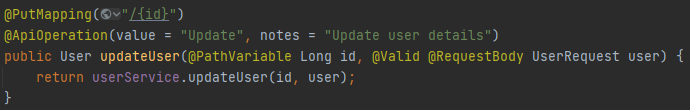 @PutMapping("/{id}")
@ApiOperation(value = "Update", notes = "Update user details")
public User updateUser(@PathVariable Long id, @Valid @RequestBody UserRequest user) {
    return userService.updateUser(id, user);
}